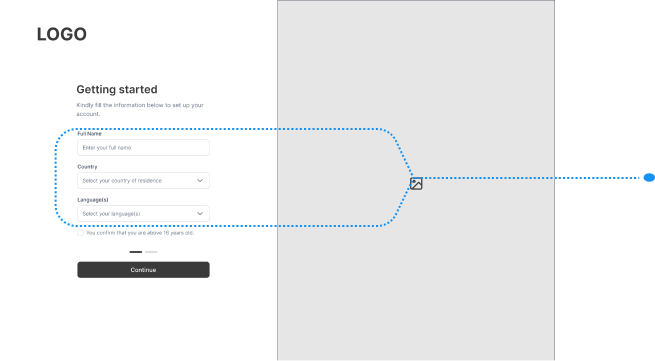 LOGO
Getting started
Kindly fill the information below to set up your
account.
Full Name
Enter your full name
Country
Select your country of residence
Language(s)
Select your language(s)
You confirm that you are above 19 years old.
Continue